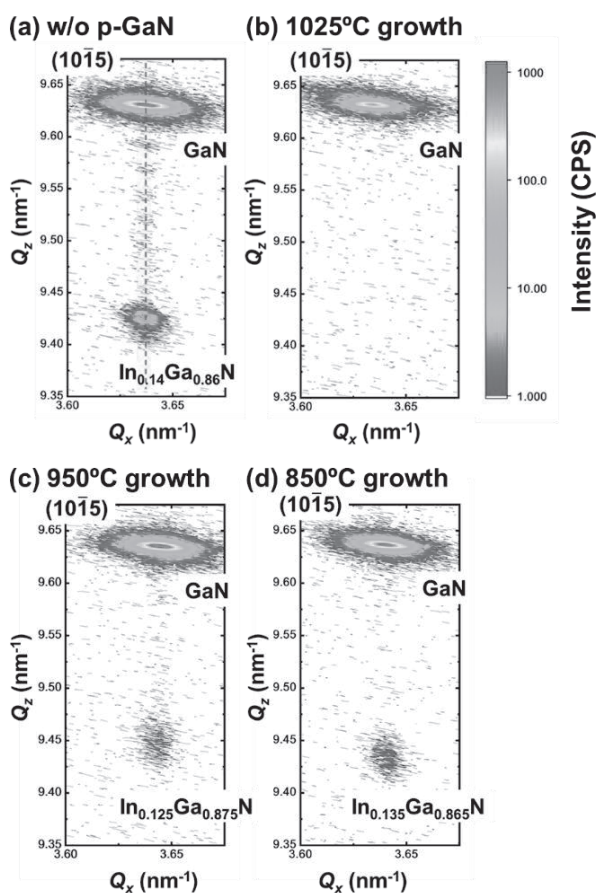 (a) w/o p-GaN
(b) 1025ºC growth
(101̅5)
(101̅5)
9.65
9.60
9.55
9.50
9.45
9.40
9.35
Qz (nm-1)
GaN
In0.14Ga0.86N
3.60
3.65
Qx (nm-1)
9.65
9.60
9.55
9.50
9.45
9.40
9.35
Qz (nm-1)
GaN
3.60
3.65
Qx (nm-1)
1000
100.0
10.00
1.000
Intensity (CPS)
(c) 950ºC growth
(d) 850ºC growth
(101̅5)
(101̅5)
9.65
9.60
9.55
9.50
9.45
9.40
9.35
Qz (nm-1)
GaN
In0.125Ga0.875N
3.60
3.65
Qx (nm-1)
9.65
9.60
9.55
9.50
9.45
9.40
9.35
Qz (nm-1)
GaN
In0.135Ga0.865N
3.60
3.65
Qx (nm-1)